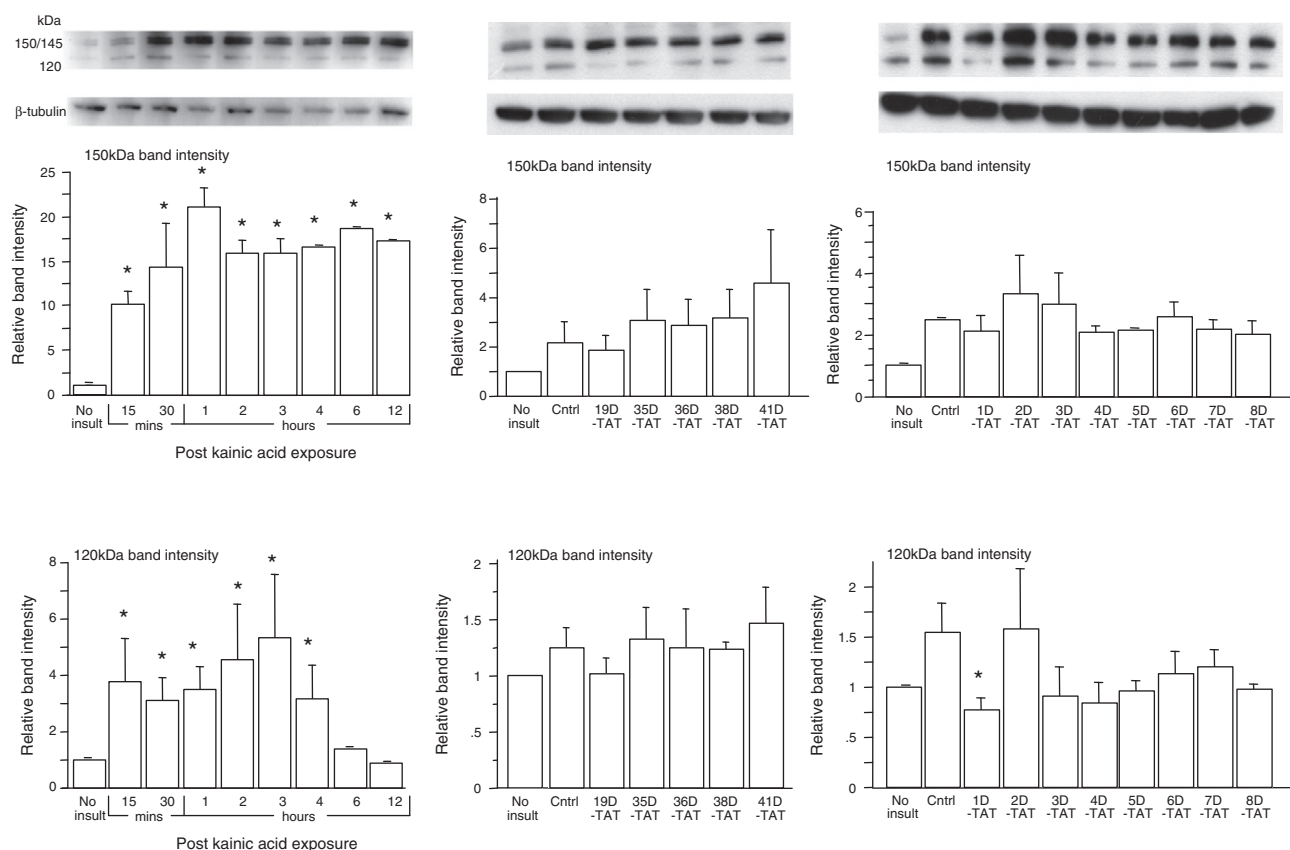 kDa
150/145
120
β-tubulin
150kDa band intensity
25
20
15
10
5
0
Relative band intensity
* * * * * * * *
No insult 15 30 1 2 3 4 6 12
mins hours
Post kainic acid exposure
150kDa band intensity
8
6
4
2
0
Relative band intensity
No Cntrl 19D 35D 36D 38D 41D
insult -TAT -TAT -TAT -TAT -TAT
150kDa band intensity
6
4
2
0
Relative band intensity
No Cntrl 1D 2D 3D 4D 5D 6D 7D 8D
insult -TAT -TAT -TAT -TAT -TAT -TAT -TAT -TAT
120kDa band intensity
8
6
4
2
0
Relative band intensity
* * * * * *
No insult 15 30 1 2 3 4 6 12
mins hours
Post kainic acid exposure
120kDa band intensity
2
1.5
1
.5
0
Relative band intensity
No Cntrl 19D 35D 36D 38D 41D
insult -TAT -TAT -TAT -TAT -TAT
120kDa band intensity
2
1.5
1
.5
0
Relative band intensity
*
No Cntrl 1D 2D 3D 4D 5D 6D 7D 8D
insult -TAT -TAT -TAT -TAT -TAT -TAT -TAT -TAT